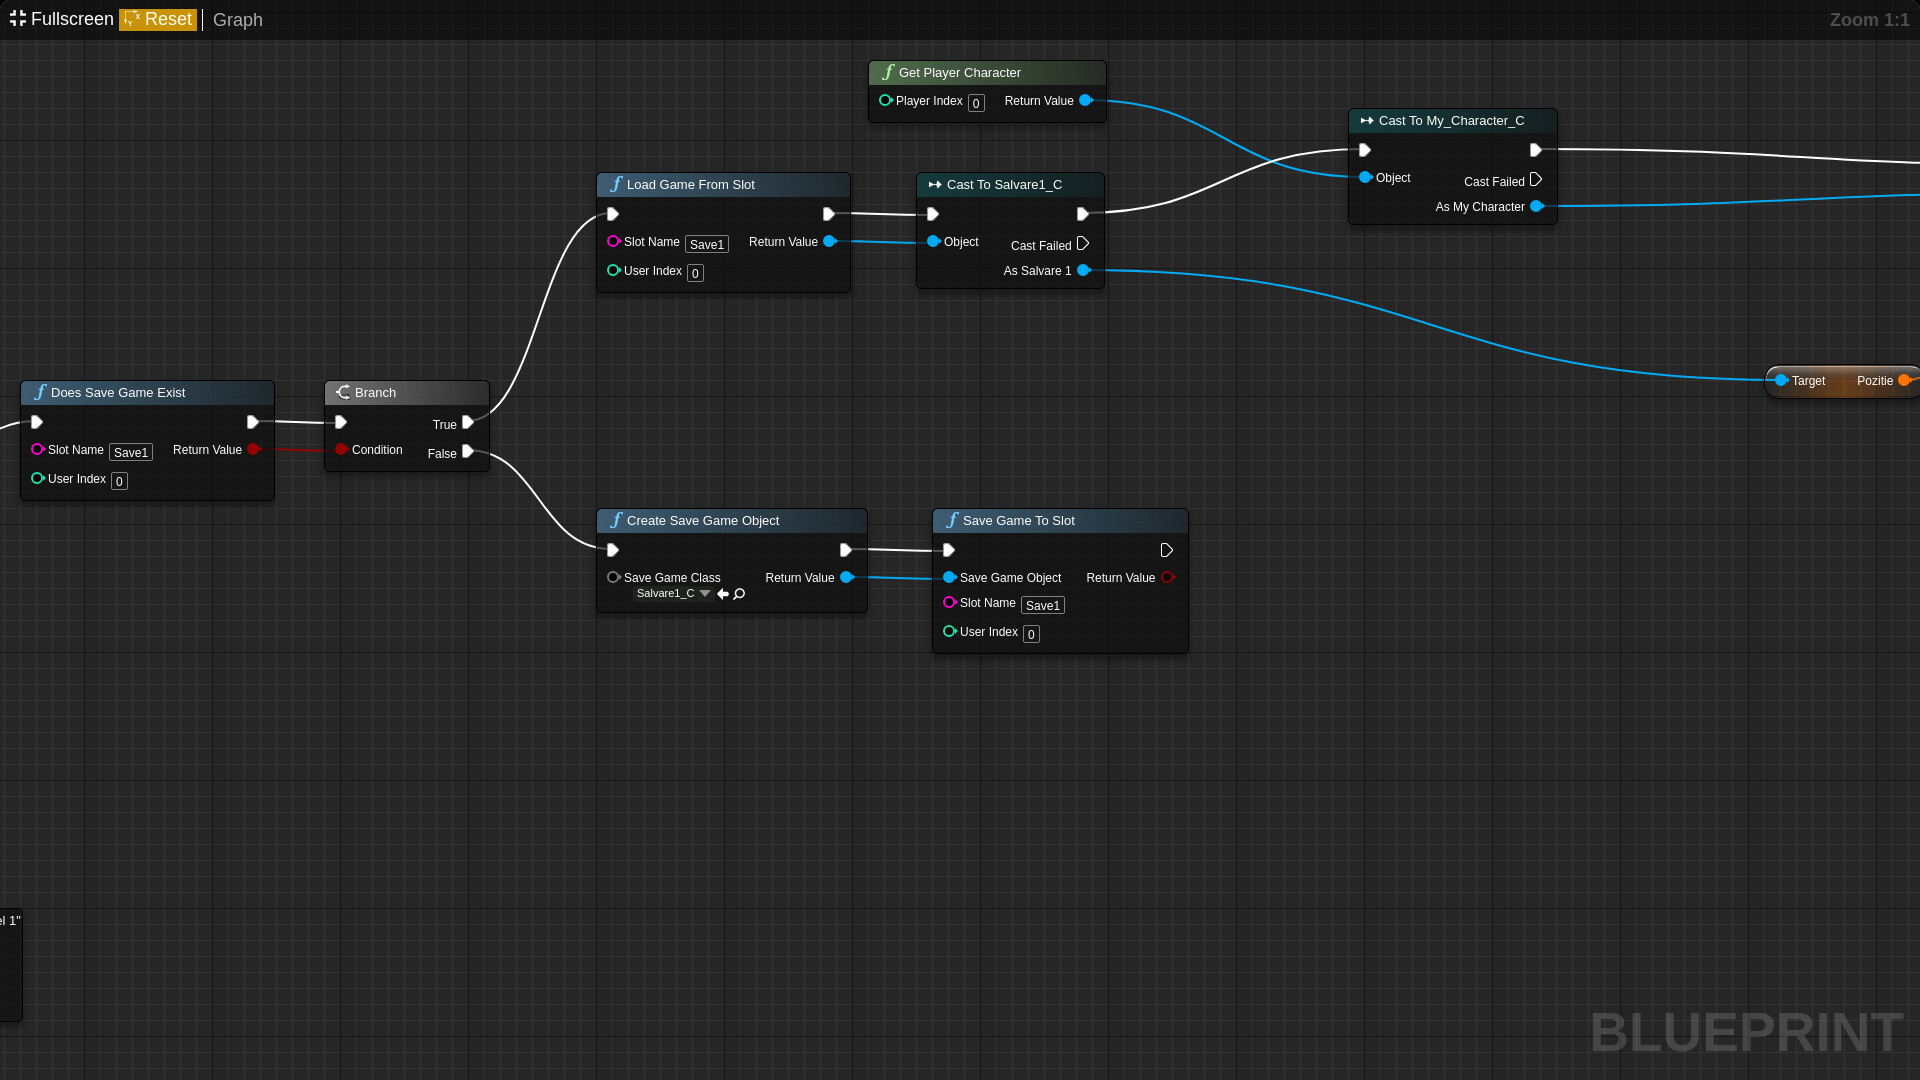 Fullscreen Reset Graph
Zoom 1:1
Get Player Character
Player Index 0 Return Value
Cast To My_Character_C
Object
Cast Failed
As My Character
Load Game From Slot
Slot Name Save1 Return Value
User Index 0
Cast To Salvare1_C
Object
Cast Failed
As Salvare 1
Target Pozitie
Does Save Game Exist
Slot Name Save1 Return Value
User Index 0
Branch
True
Condition
False
Create Save Game Object
Save Game Class Return Value
Salvare1_C
Save Game To Slot
Save Game Object Return Value
Slot Name Save1
User Index 0
el 1"
BLUEPRINT